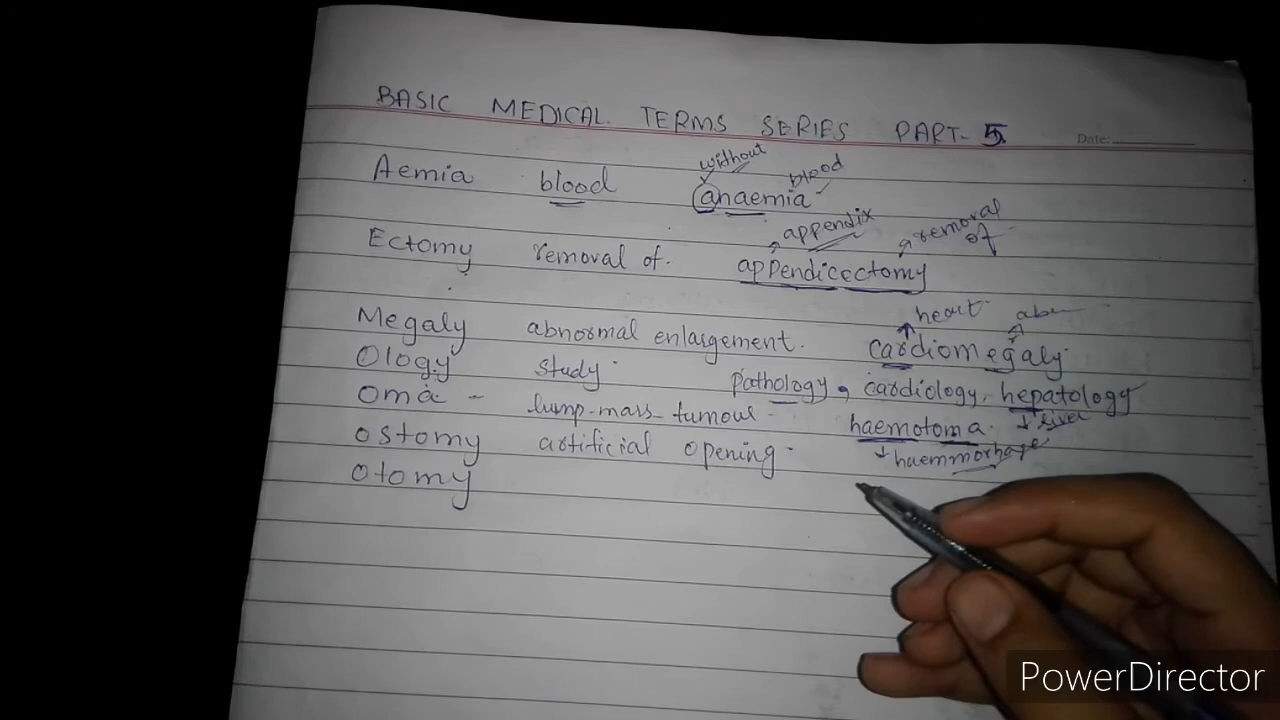 BASIC MEDICAL TERMS SERIES PART-5
Date:
without blood
Aemia blood anaemia
appendix removal of
Ectomy removal of. appendicectomy
heart abn
Megaly abnormal enlargement. cardiomegaly
Ology study pathology, cardiology, hepatology
liver
Oma - lump-mass-tumour haemotoma.
haemmorhage
Ostomy artificial opening
Otomy
PowerDirector